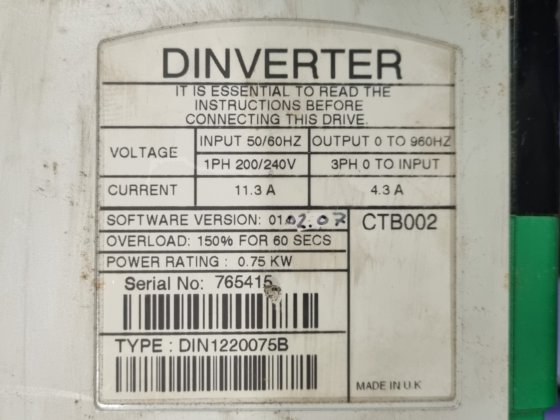 DINVERTER
IT IS ESSENTIAL TO READ THE
INSTRUCTIONS BEFORE
CONNECTING THIS DRIVE.
VOLTAGE
INPUT 50/60HZ
OUTPUT 0 TO 960HZ
1PH 200/240V
3PH 0 TO INPUT
CURRENT
11.3 A
4.3 A
SOFTWARE VERSION: 01.02.07
CTB002
OVERLOAD: 150% FOR 60 SECS
POWER RATING : 0.75 KW
Serial No: 765415
TYPE : DIN1220075B
MADE IN U.K